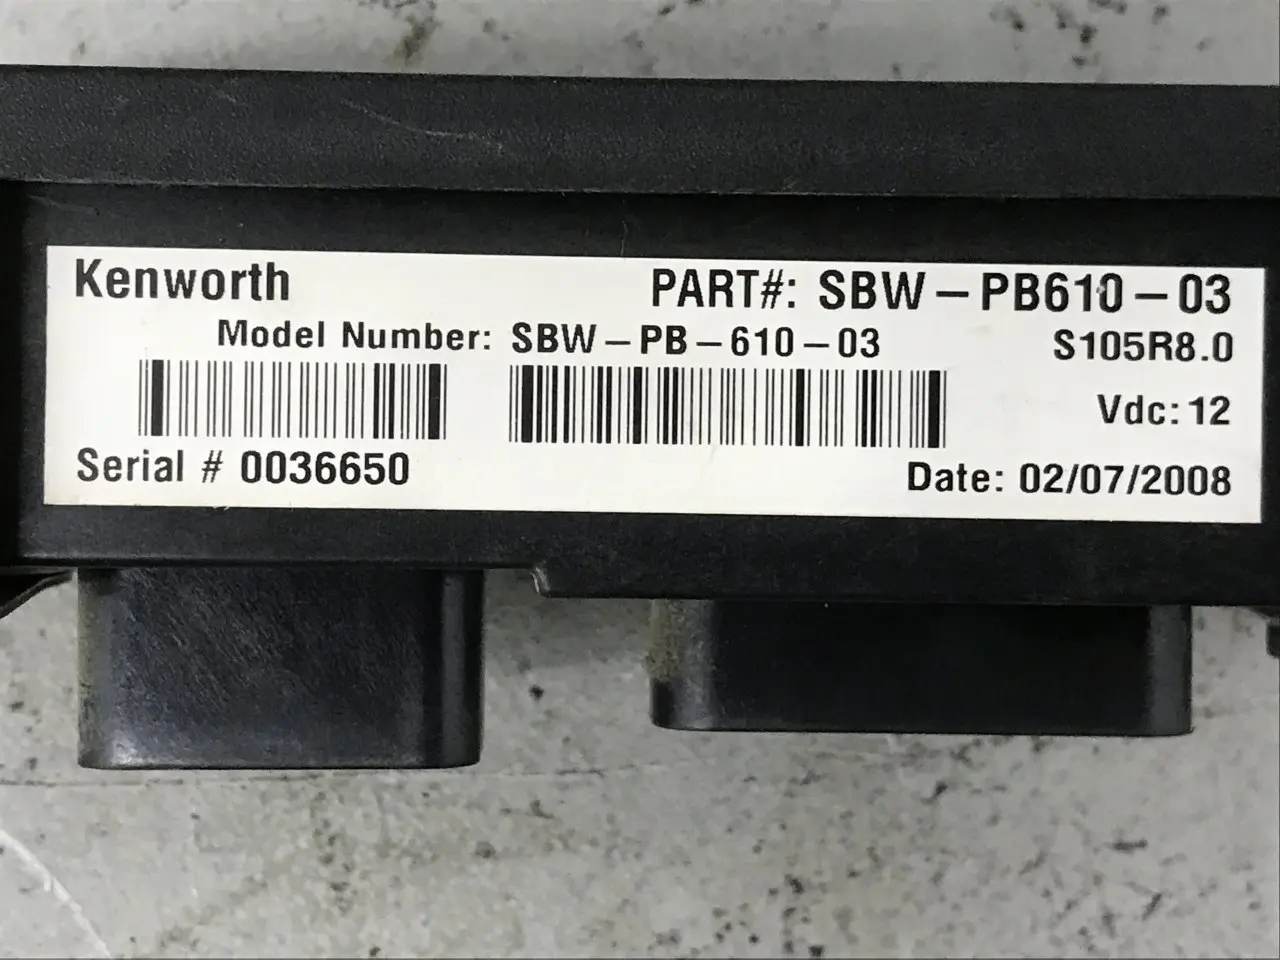 Kenworth PART#: SBW-PB610-03
Model Number: SBW-PB-610-03 S105R8.0
Vdc: 12
Serial # 0036650 Date: 02/07/2008